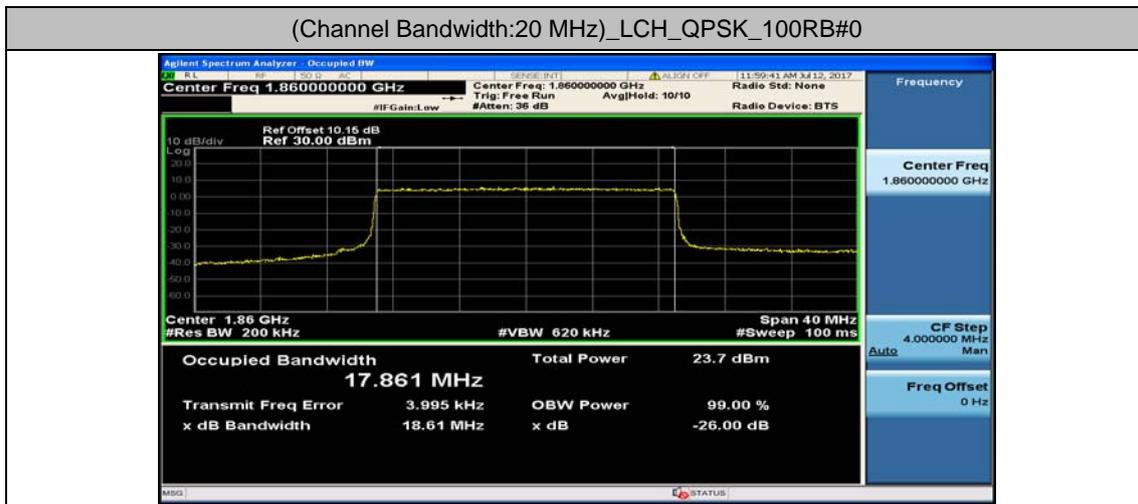 (Channel Bandwidth:20 MHz)_LCH_QPSK_100RB#0
Agilent Spectrum Analyzer - Occupied BW
RL RF 50 Ω AC SENSE:INT ALIGN OFF 11:59:41 AM Jul 12, 2017
Center Freq 1.860000000 GHz Center Freq: 1.860000000 GHz Radio Std: None Frequency
Trig: Free Run Avg|Hold: 10/10
#IFGain:Low #Atten: 36 dB Radio Device: BTS
Ref Offset 10.15 dB
10 dB/div Ref 30.00 dBm
Log
20.0
10.0
0.00
-10.0
-20.0
-30.0
-40.0
-50.0
-60.0
Center Freq
1.860000000 GHz
Center 1.86 GHz Span 40 MHz
#Res BW 200 kHz #VBW 620 kHz #Sweep 100 ms
CF Step
4.000000 MHz
Auto Man
Occupied Bandwidth Total Power 23.7 dBm
17.861 MHz
Freq Offset
0 Hz
Transmit Freq Error 3.995 kHz OBW Power 99.00 %
x dB Bandwidth 18.61 MHz x dB -26.00 dB
MSG STATUS